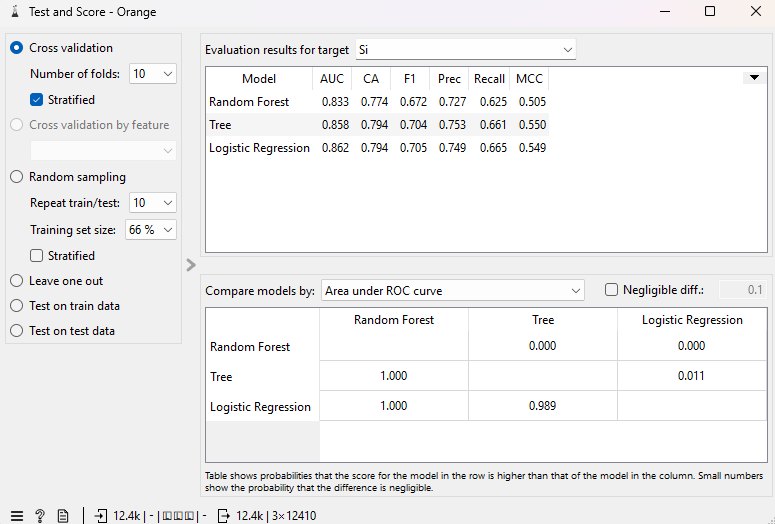 Test and Score - Orange
Cross validation
Number of folds: 10
Stratified
Cross validation by feature
Random sampling
Repeat train/test: 10
Training set size: 66 %
Stratified
Leave one out
Test on train data
Test on test data
Evaluation results for target Si
Model AUC CA F1 Prec Recall MCC
Random Forest 0.833 0.774 0.672 0.727 0.625 0.505
Tree 0.858 0.794 0.704 0.753 0.661 0.550
Logistic Regression 0.862 0.794 0.705 0.749 0.665 0.549
Compare models by: Area under ROC curve Negligible diff.: 0.1
Random Forest Tree Logistic Regression
Random Forest 0.000 0.000
Tree 1.000 0.011
Logistic Regression 1.000 0.989
Table shows probabilities that the score for the model in the row is higher than that of the model in the column. Small numbers
show the probability that the difference is negligible.
12.4k | - | ▯▯▯ | - 12.4k | 3×12410